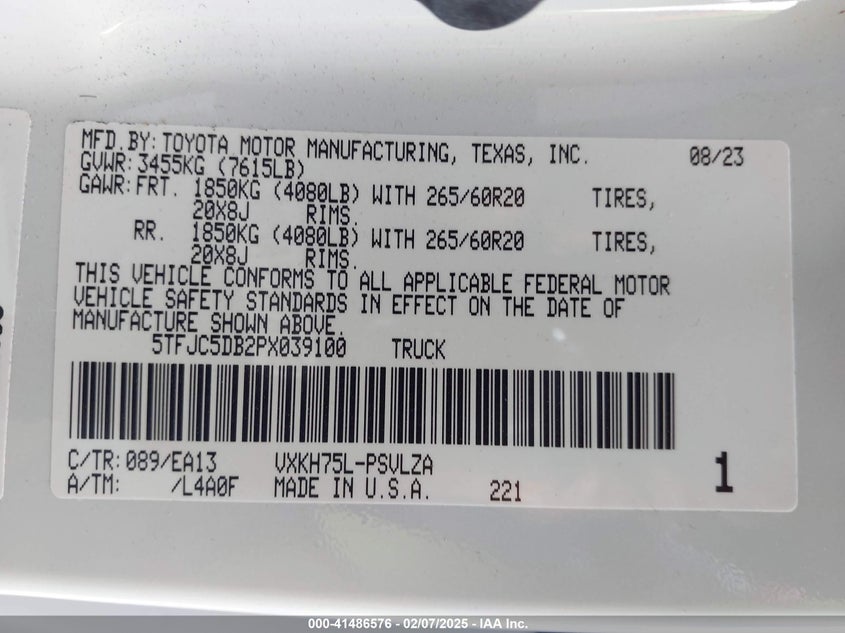 MFD.BY: TOYOTA MOTOR MANUFACTURING, TEXAS, INC. 08/23
GVWR: 3455KG (7615LB)
GAWR: FRT. 1850KG (4080LB) WITH 265/60R20 TIRES,
20X8J RIMS.
RR. 1850KG (4080LB) WITH 265/60R20 TIRES,
20X8J RIMS.
THIS VEHICLE CONFORMS TO ALL APPLICABLE FEDERAL MOTOR
VEHICLE SAFETY STANDARDS IN EFFECT ON THE DATE OF
MANUFACTURE SHOWN ABOVE.
5TFJC5DB2PX039100 TRUCK
C/TR: 089/EA13 VXKH75L-PSVLZA
A/TM: /L4A0F MADE IN U.S.A. 221 1
000-41486576 - 02/07/2025 - IAA Inc.